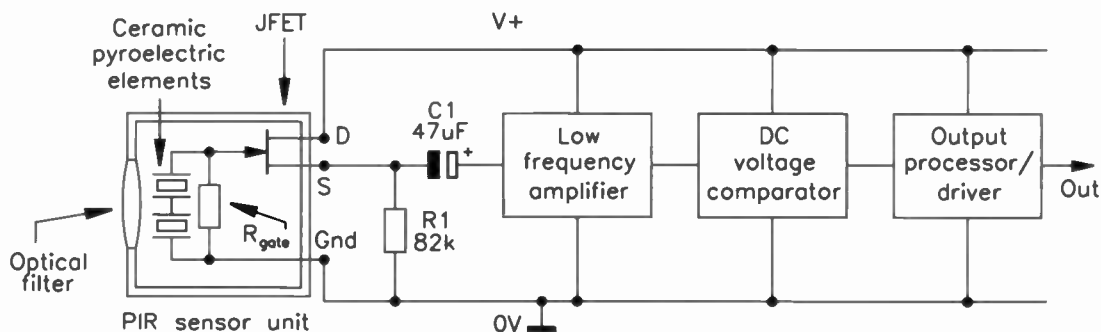 Ceramic
pyroelectric
elements
JFET
V+
D
S
Gnd
R gate
Optical
filter
PIR sensor unit
C1
47uF
+
R1
82k
Low
frequency
amplifier
DC
voltage
comparator
Output
processor/
driver
Out
0V